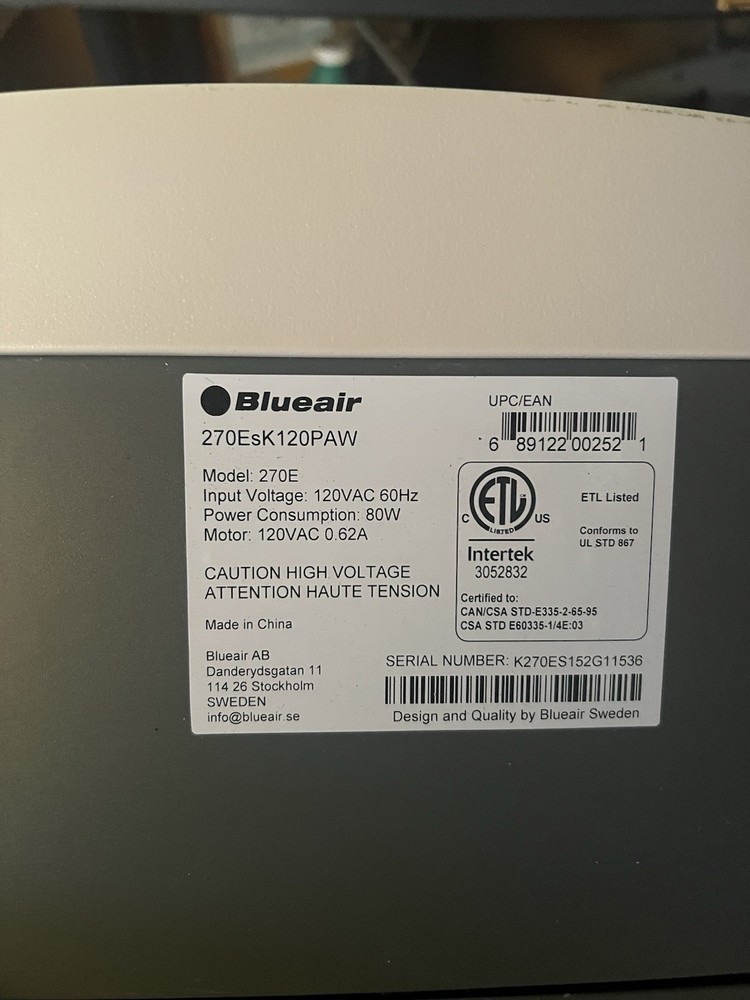 Blueair
270EsK120PAW
UPC/EAN
6 89122 00252 1
Model: 270E
Input Voltage: 120VAC 60Hz
Power Consumption: 80W
Motor: 120VAC 0.62A
CAUTION HIGH VOLTAGE
ATTENTION HAUTE TENSION
Made in China
Blueair AB
Danderydsgatan 11
114 26 Stockholm
SWEDEN
info@blueair.se
ETL
C US
LISTED
Intertek
3052832
ETL Listed
Conforms to
UL STD 867
Certified to:
CAN/CSA STD-E335-2-65-95
CSA STD E60335-1/4E:03
SERIAL NUMBER: K270ES152G11536
Design and Quality by Blueair Sweden